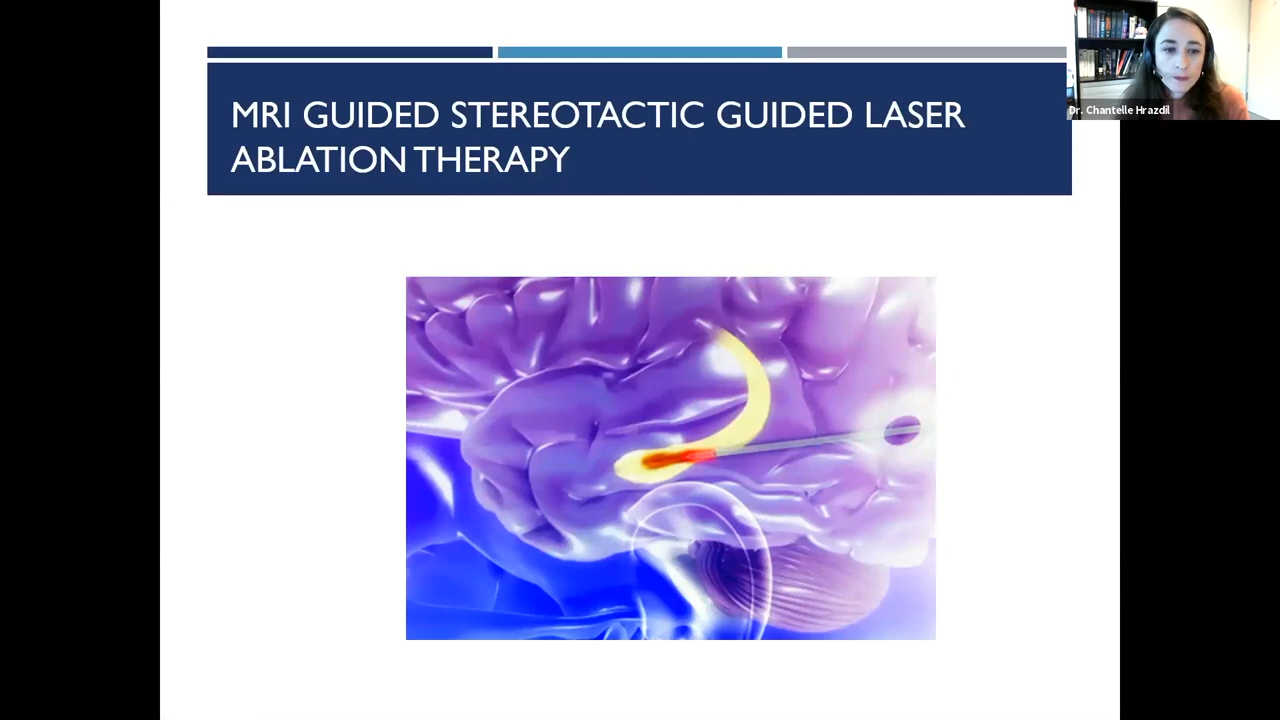 MRI GUIDED STEREOTACTIC GUIDED LASER
ABLATION THERAPY
Dr. Chantelle Hrazdil